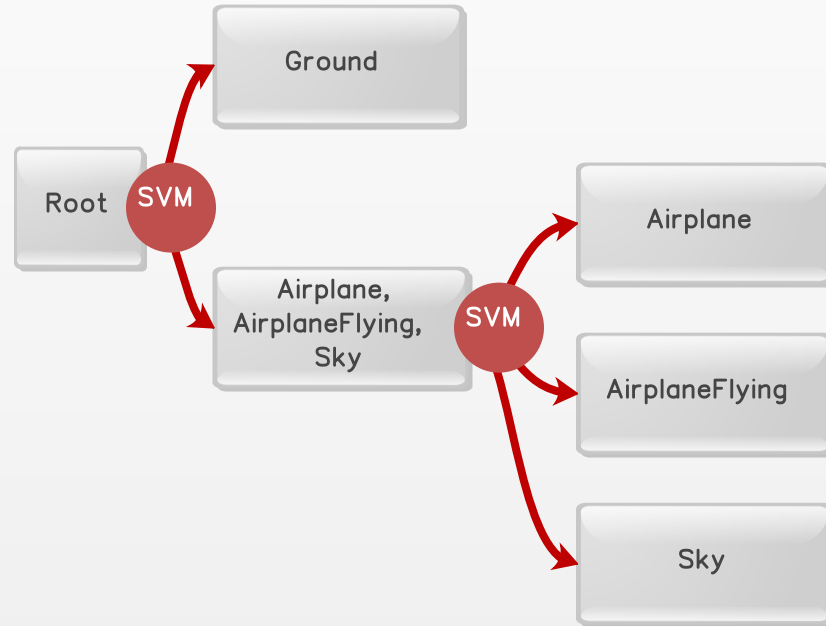 Ground
Root
SVM
Airplane,
AirplaneFlying,
Sky
SVM
Airplane
AirplaneFlying
Sky